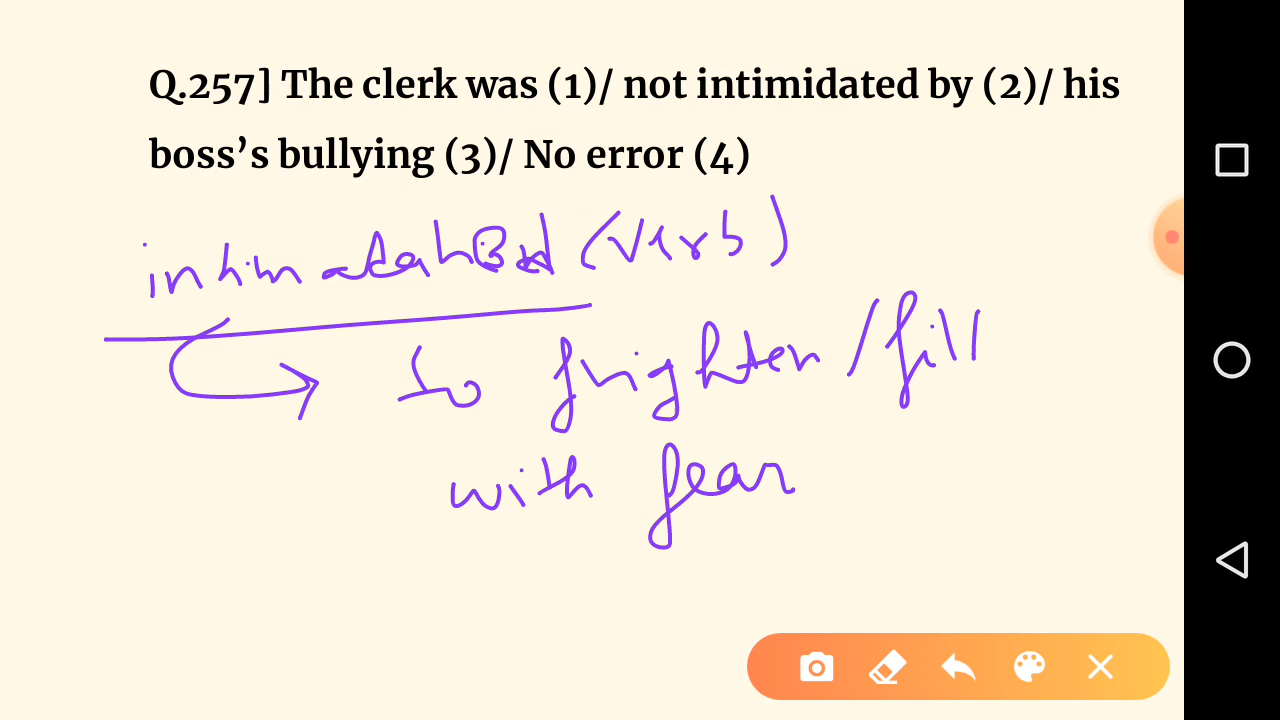 Q.257] The clerk was (1)/ not intimidated by (2)/ his
boss’s bullying (3)/ No error (4)
(Verb)
to frighten/fill
with fear